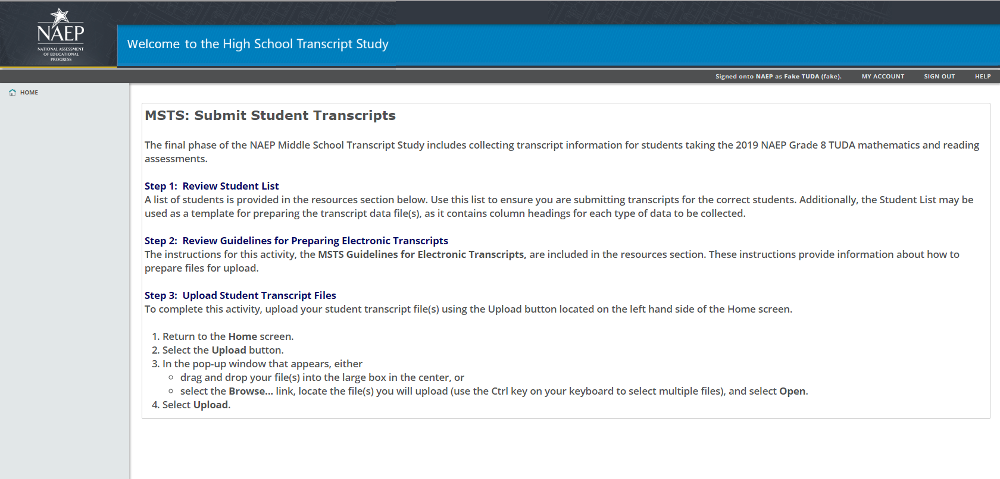 NAEP
NATIONAL ASSESSMENT
OF EDUCATIONAL
PROGRESS
Welcome to the High School Transcript Study
Signed onto NAEP as Fake TUDA (fake). MY ACCOUNT SIGN OUT HELP
HOME
MSTS: Submit Student Transcripts
The final phase of the NAEP Middle School Transcript Study includes collecting transcript information for students taking the 2019 NAEP Grade 8 TUDA mathematics and reading
assessments.
Step 1: Review Student List
A list of students is provided in the resources section below. Use this list to ensure you are submitting transcripts for the correct students. Additionally, the Student List may be
used as a template for preparing the transcript data file(s), as it contains column headings for each type of data to be collected.
Step 2: Review Guidelines for Preparing Electronic Transcripts
The instructions for this activity, the MSTS Guidelines for Electronic Transcripts, are included in the resources section. These instructions provide information about how to
prepare files for upload.
Step 3: Upload Student Transcript Files
To complete this activity, upload your student transcript file(s) using the Upload button located on the left hand side of the Home screen.
1. Return to the Home screen.
2. Select the Upload button.
3. In the pop-up window that appears, either
◦ drag and drop your file(s) into the large box in the center, or
◦ select the Browse... link, locate the file(s) you will upload (use the Ctrl key on your keyboard to select multiple files), and select Open.
4. Select Upload.